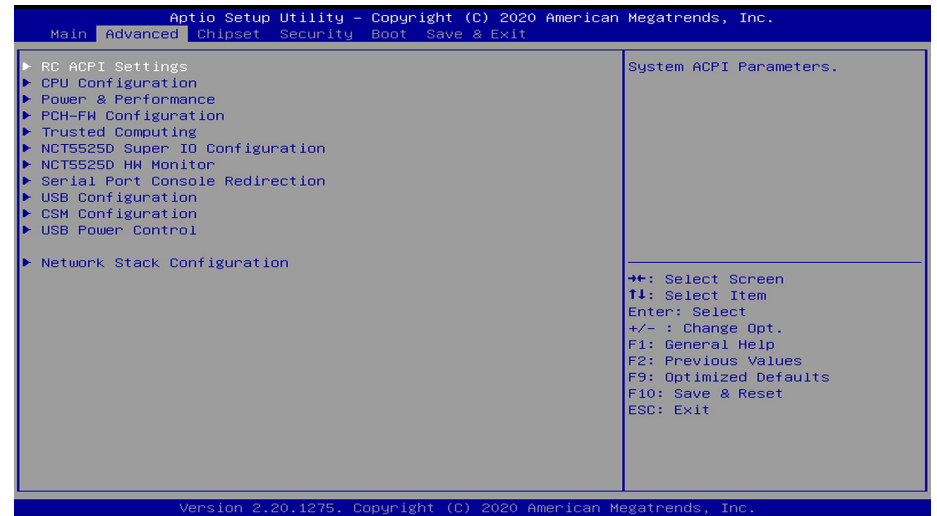 Aptio Setup Utility – Copyright (C) 2020 American Megatrends, Inc.
Main Advanced Chipset Security Boot Save & Exit
▶ RC ACPI Settings
▶ CPU Configuration
▶ Power & Performance
▶ PCH-FW Configuration
▶ Trusted Computing
▶ NCT5525D Super IO Configuration
▶ NCT5525D HW Monitor
▶ Serial Port Console Redirection
▶ USB Configuration
▶ CSM Configuration
▶ USB Power Control
▶ Network Stack Configuration
System ACPI Parameters.
→←: Select Screen
↑↓: Select Item
Enter: Select
+/- : Change Opt.
F1: General Help
F2: Previous Values
F9: Optimized Defaults
F10: Save & Reset
ESC: Exit
Version 2.20.1275. Copyright (C) 2020 American Megatrends, Inc.